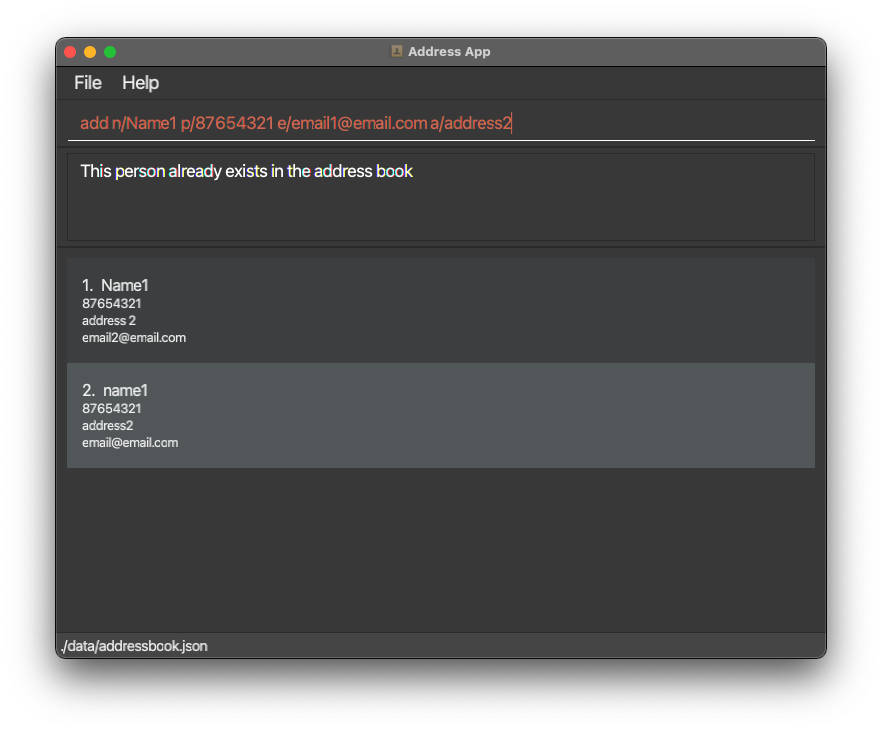 Address App
File Help
add n/Name1 p/87654321 e/email1@email.com a/address2
This person already exists in the address book
1. Name1
87654321
address 2
email2@email.com
2. name1
87654321
address2
email@email.com
./data/addressbook.json